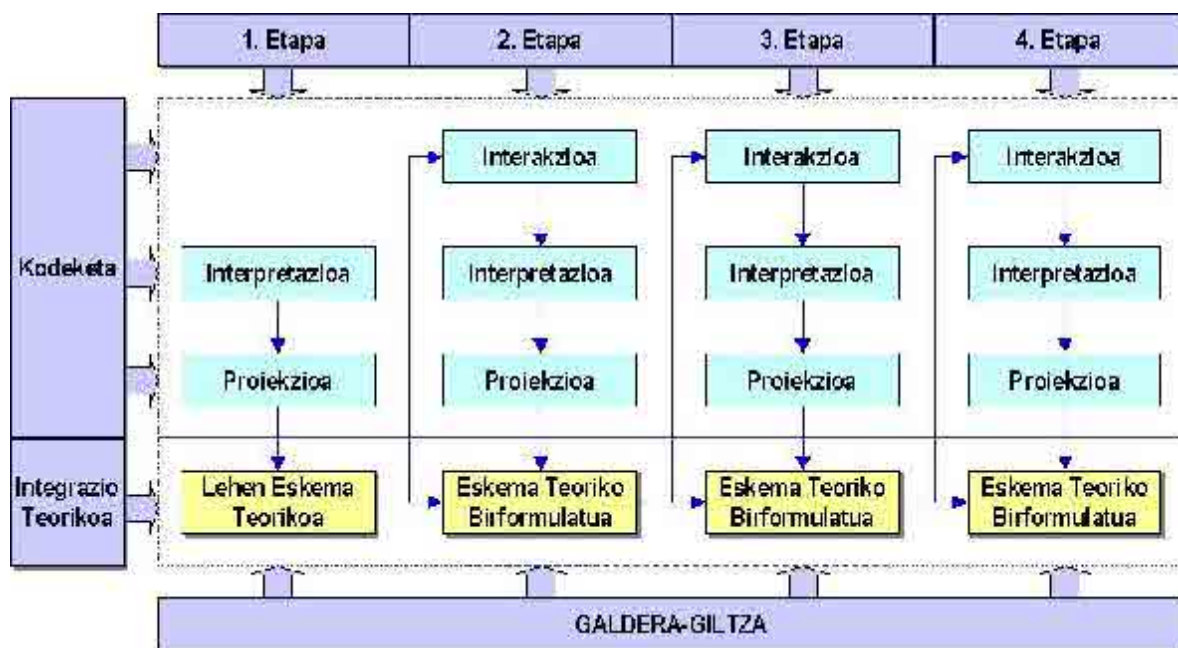 1. Etapa
2. Etapa
3. Etapa
4. Etapa
Kodeketa
Interakzioa
Interakzioa
Interakzioa
Interpretazioa
Interpretazioa
Interpretazioa
Interpretazioa
Proiekzioa
Proiekzioa
Proiekzioa
Proiekzioa
Integrazio
Teorikoa
Lehen Eskema
Teorikoa
Eskema Teoriko
Birformulatua
Eskema Teoriko
Birformulatua
Eskema Teoriko
Birformulatua
GALDERA-GILTZA